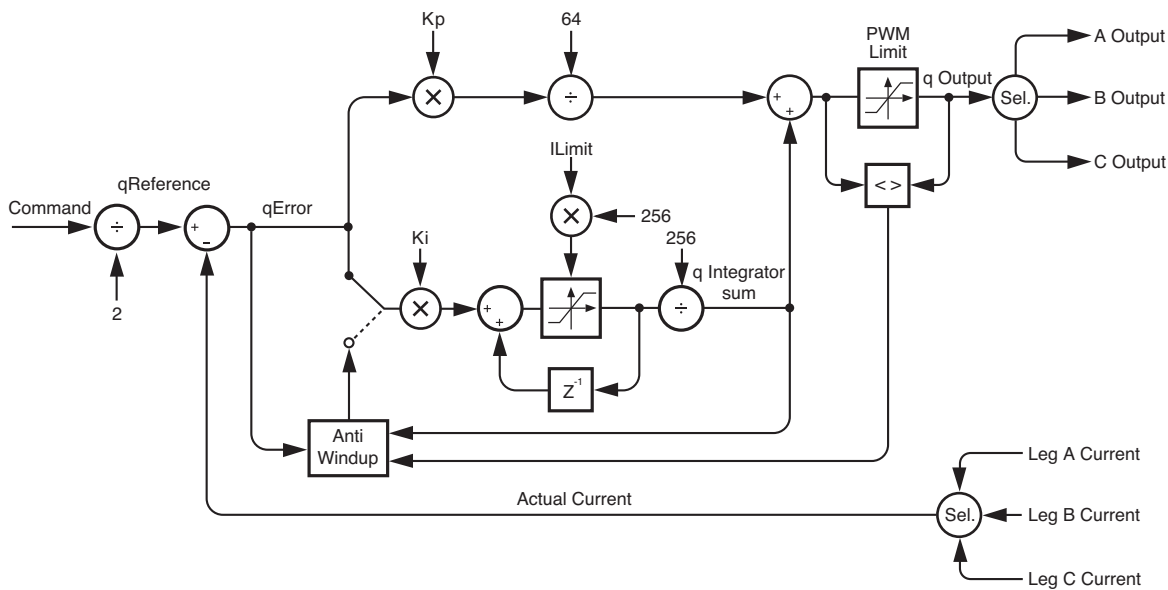 Kp
64
PWM
Limit
A Output
q Output
×
÷
+
+
Sel.
B Output
ILimit
C Output
< >
qReference
Command
qError
×
256
÷
+
–
Ki
256
q Integrator
sum
2
×
+
+
÷
Z-1
Anti
Windup
Leg A Current
Actual Current
Sel.
Leg B Current
Leg C Current